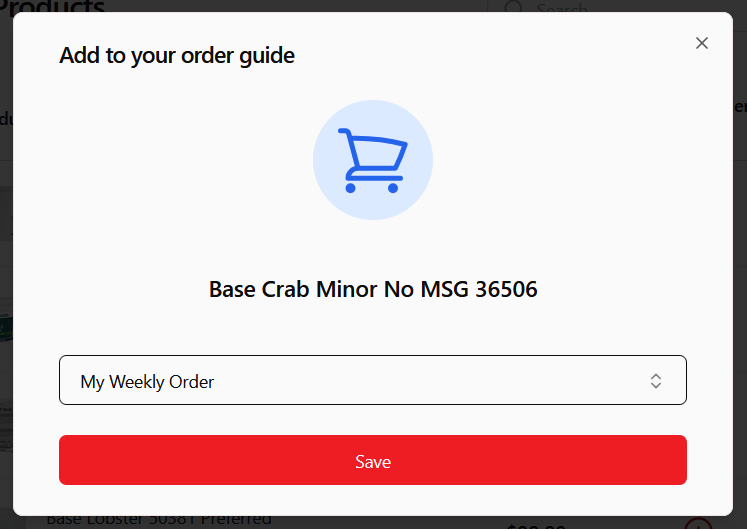 Products
Search
Add to your order guide
Base Crab Minor No MSG 36506
My Weekly Order
Save
Base Lobster 50381 Preferred